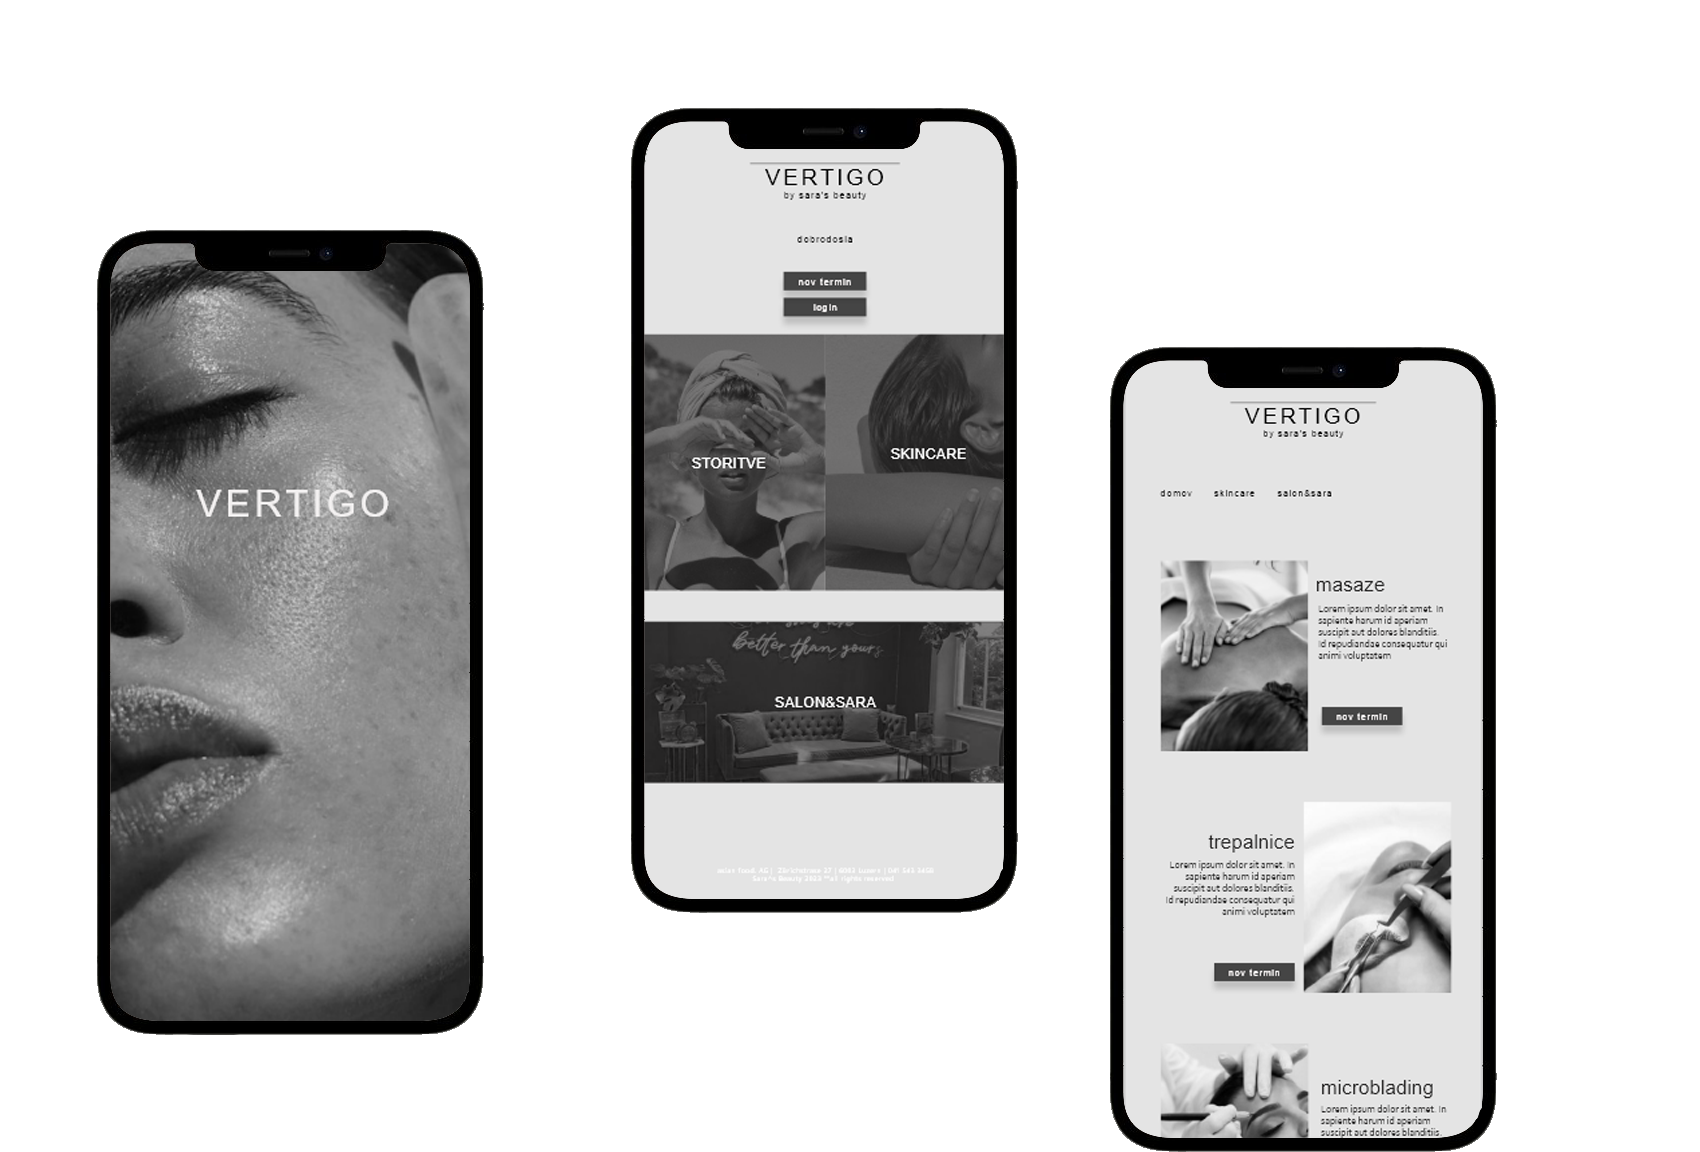 VERTIGO
VERTIGO
by sara's beauty
dobrodosla
nov termin
login
STORITVE
SKINCARE
better than yours
SALON&SARA
VERTIGO
by sara's beauty
domov skincare salon&sara
masaze
Lorem ipsum dolor sit amet. In
sapiente harum id aperiam
suscipit aut dolores blanditiis.
Id repudiandae consequatur qui
animi voluptatem
nov termin
trepalnice
Lorem ipsum dolor sit amet. In
sapiente harum id aperiam
suscipit aut dolores blanditiis.
Id repudiandae consequatur qui
animi voluptatem
nov termin
microblading
Lorem ipsum dolor sit amet. In
sapiente harum id aperiam
suscipit aut dolores blanditiis.